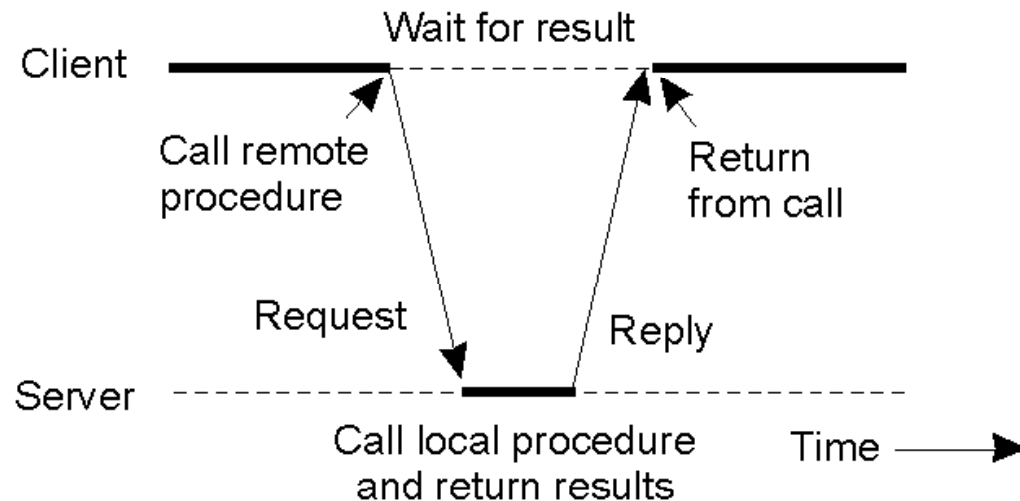 Wait for result
Client
Call remote
procedure
Return
from call
Request
Reply
Server
Call local procedure
and return results
Time